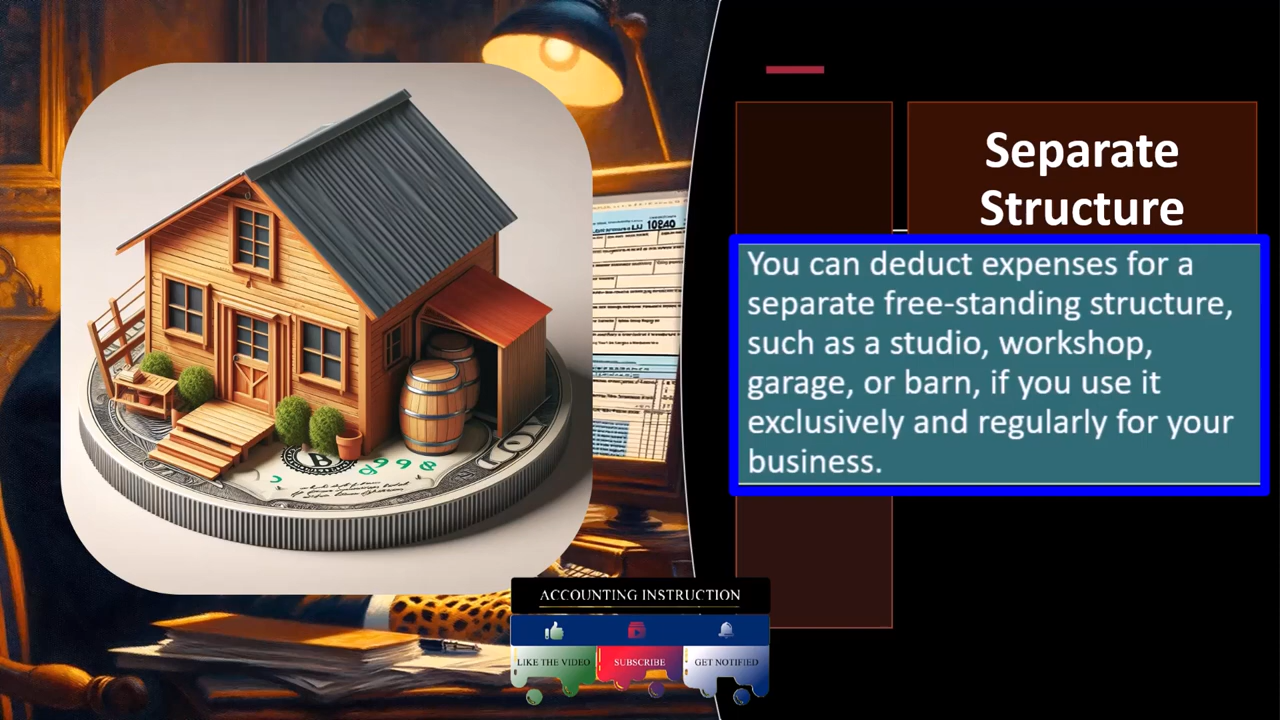 Separate
Structure
You can deduct expenses for a
separate free-standing structure,
such as a studio, workshop,
garage, or barn, if you use it
exclusively and regularly for your
business.
ACCOUNTING INSTRUCTION
LIKE THE VIDEO
SUBSCRIBE
GET NOTIFIED